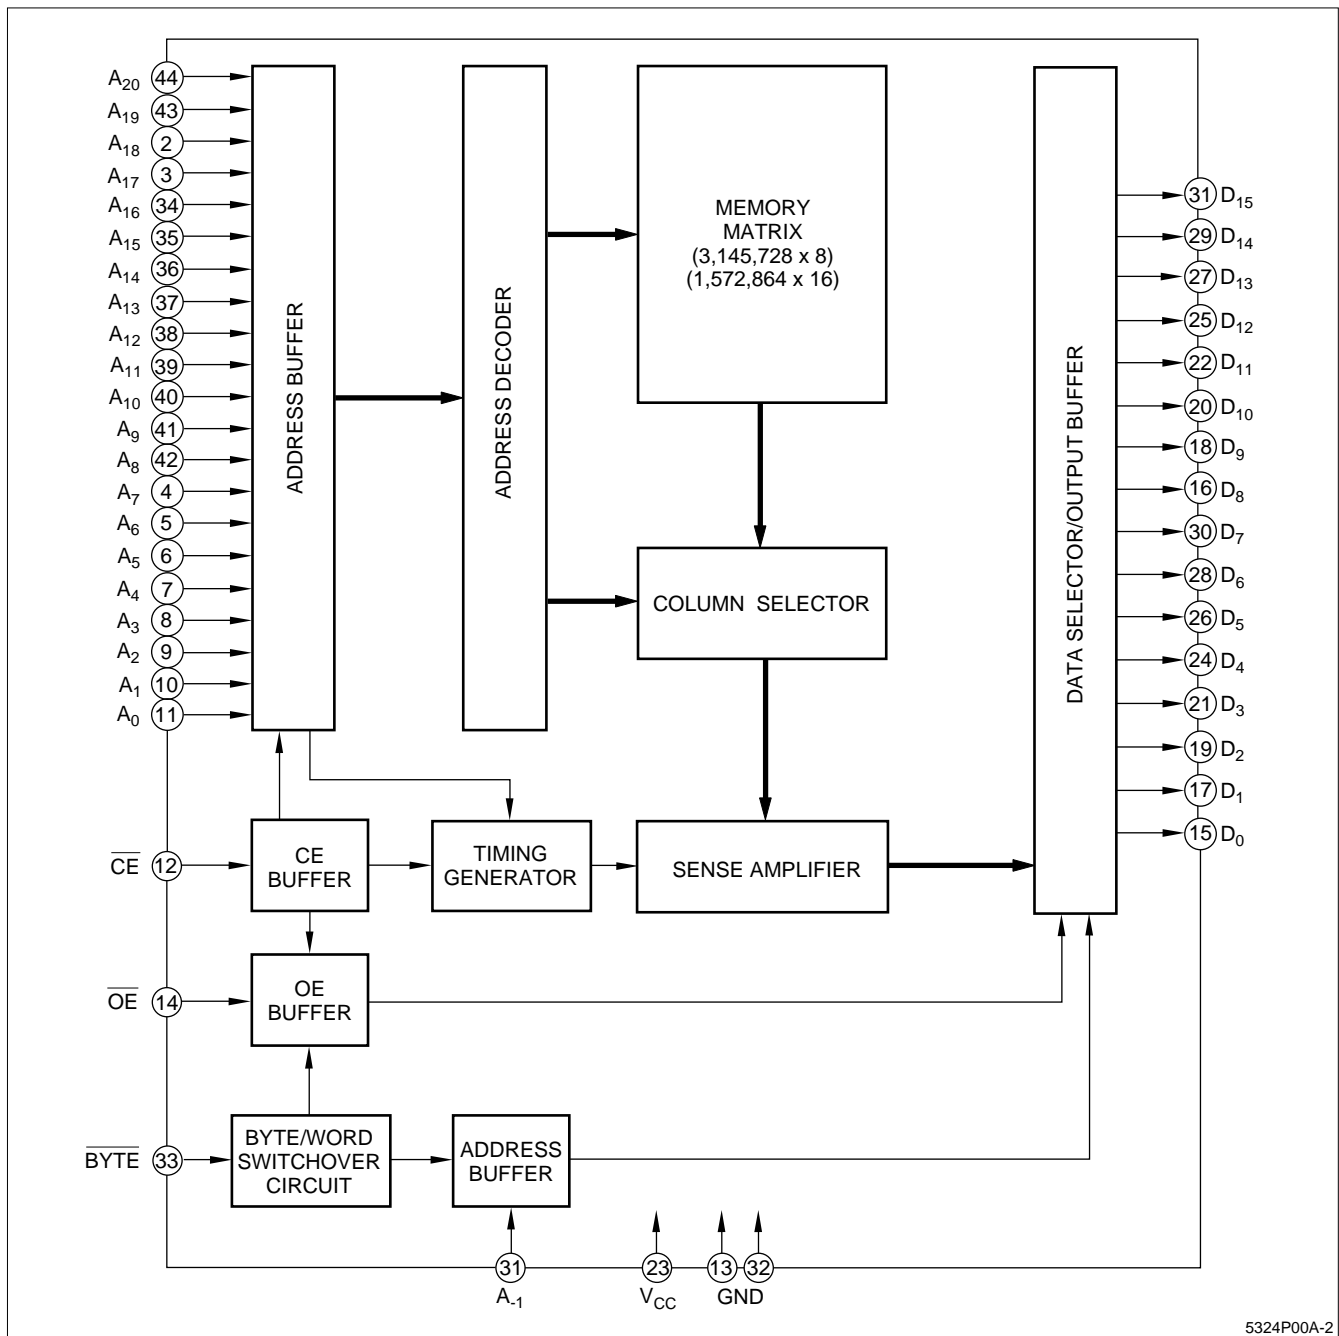 A20 44
A19 43
A18 2
A17 3
A16 34
A15 35
A14 36
A13 37
A12 38
A11 39
A10 40
A9 41
A8 42
A7 4
A6 5
A5 6
A4 7
A3 8
A2 9
A1 10
A0 11
ADDRESS BUFFER
ADDRESS DECODER
MEMORY
MATRIX
(3,145,728 x 8)
(1,572,864 x 16)
COLUMN SELECTOR
DATA SELECTOR/OUTPUT BUFFER
31 D15
29 D14
27 D13
25 D12
22 D11
20 D10
18 D9
16 D8
30 D7
28 D6
26 D5
24 D4
21 D3
19 D2
17 D1
15 D0
CE 12
CE
BUFFER
TIMING
GENERATOR
SENSE AMPLIFIER
OE 14
OE
BUFFER
BYTE 33
BYTE/WORD
SWITCHOVER
CIRCUIT
ADDRESS
BUFFER
31
A-1
23
VCC
13 32
GND
5324P00A-2